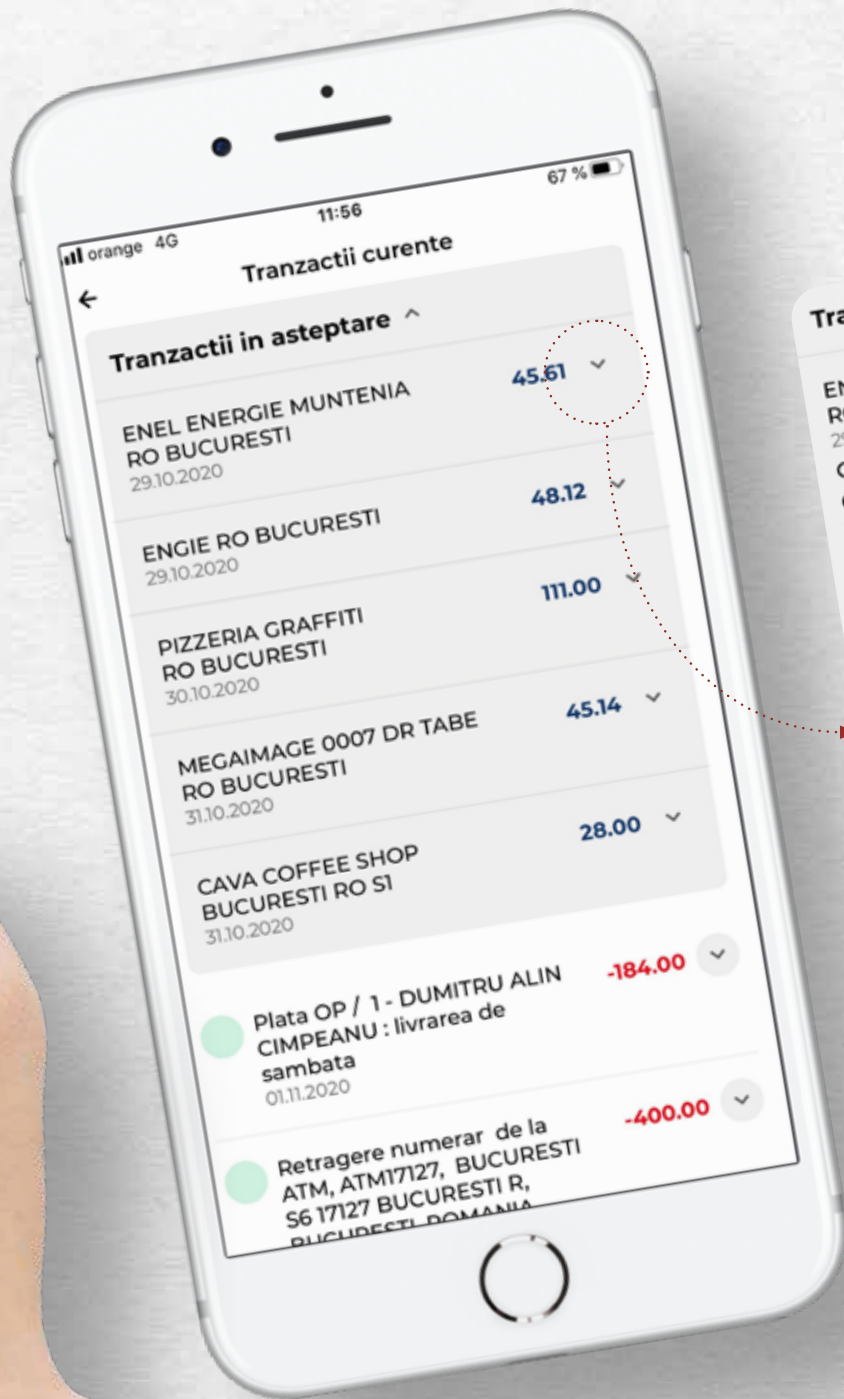 orange 4G
11:56
67 %
Tranzactii curente
Tranzactii in asteptare
ENEL ENERGIE MUNTENIA
RO BUCURESTI
29.10.2020
45.61
ENGIE RO BUCURESTI
29.10.2020
48.12
PIZZERIA GRAFFITI
RO BUCURESTI
30.10.2020
111.00
MEGAIMAGE 0007 DR TABE
RO BUCURESTI
31.10.2020
45.14
CAVA COFFEE SHOP
BUCURESTI RO S1
31.10.2020
28.00
Plata OP / 1 - DUMITRU ALIN
CIMPEANU : livrarea de
sambata
01.11.2020
-184.00
Retragere numerar de la
ATM, ATM17127, BUCURESTI
S6 17127 BUCURESTI R,
BUCURESTI, ROMANIA
-400.00